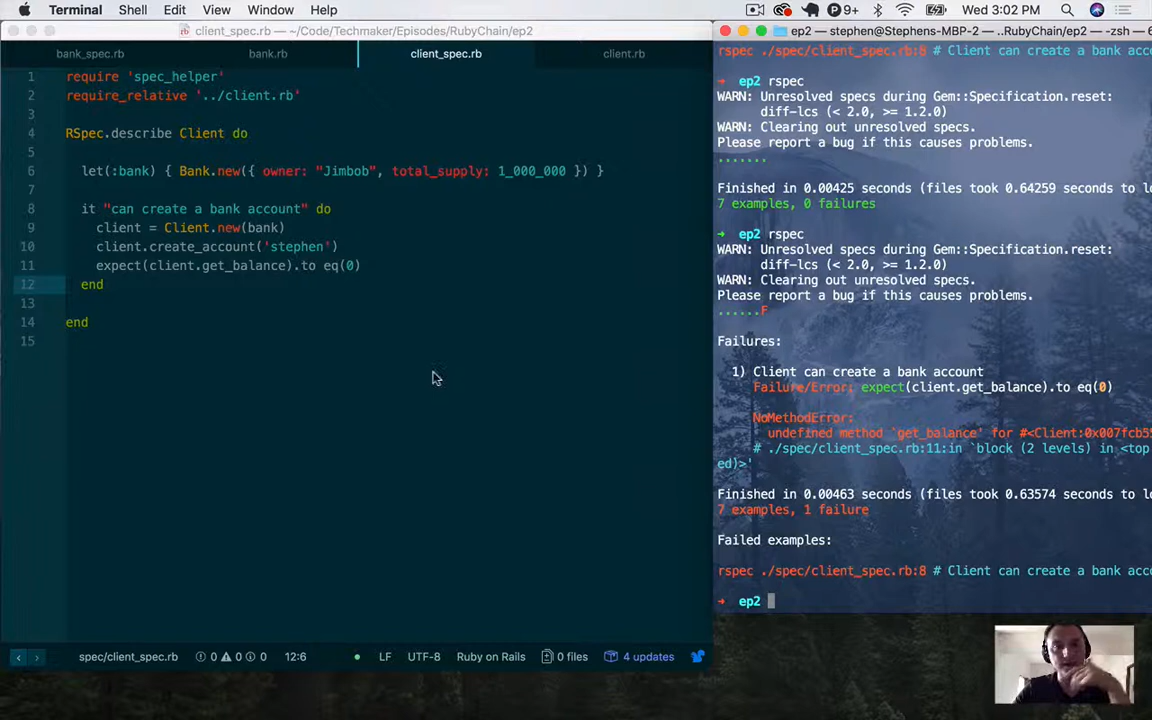 Terminal Shell Edit View Window Help
9+ Wed 3:02 PM
client_spec.rb — ~/Code/Techmaker/Episodes/RubyChain/ep2
bank_spec.rb bank.rb client_spec.rb client.rb
1 require 'spec_helper'
2 require_relative '../client.rb'
3
4 RSpec.describe Client do
5
6 let(:bank) { Bank.new({ owner: "Jimbob", total_supply: 1_000_000 }) }
7
8 it "can create a bank account" do
9 client = Client.new(bank)
10 client.create_account('stephen')
11 expect(client.get_balance).to eq(0)
12 end
13
14 end
15
spec/client_spec.rb 0 0 0 12:6 LF UTF-8 Ruby on Rails 0 files 4 updates
ep2 — stephen@Stephens-MBP-2 — ..RubyChain/ep2 — -zsh — 6
rspec ./spec/client_spec.rb:8 # Client can create a bank acco
→ ep2 rspec
WARN: Unresolved specs during Gem::Specification.reset:
diff-lcs (< 2.0, >= 1.2.0)
WARN: Clearing out unresolved specs.
Please report a bug if this causes problems.
.......
Finished in 0.00425 seconds (files took 0.64259 seconds to lo
7 examples, 0 failures
→ ep2 rspec
WARN: Unresolved specs during Gem::Specification.reset:
diff-lcs (< 2.0, >= 1.2.0)
WARN: Clearing out unresolved specs.
Please report a bug if this causes problems.
......F
Failures:
1) Client can create a bank account
Failure/Error: expect(client.get_balance).to eq(0)
NoMethodError:
undefined method `get_balance' for #<Client:0x007fcb55
# ./spec/client_spec.rb:11:in `block (2 levels) in <top
ed)>'
Finished in 0.00463 seconds (files took 0.63574 seconds to lo
7 examples, 1 failure
Failed examples:
rspec ./spec/client_spec.rb:8 # Client can create a bank acco
→ ep2